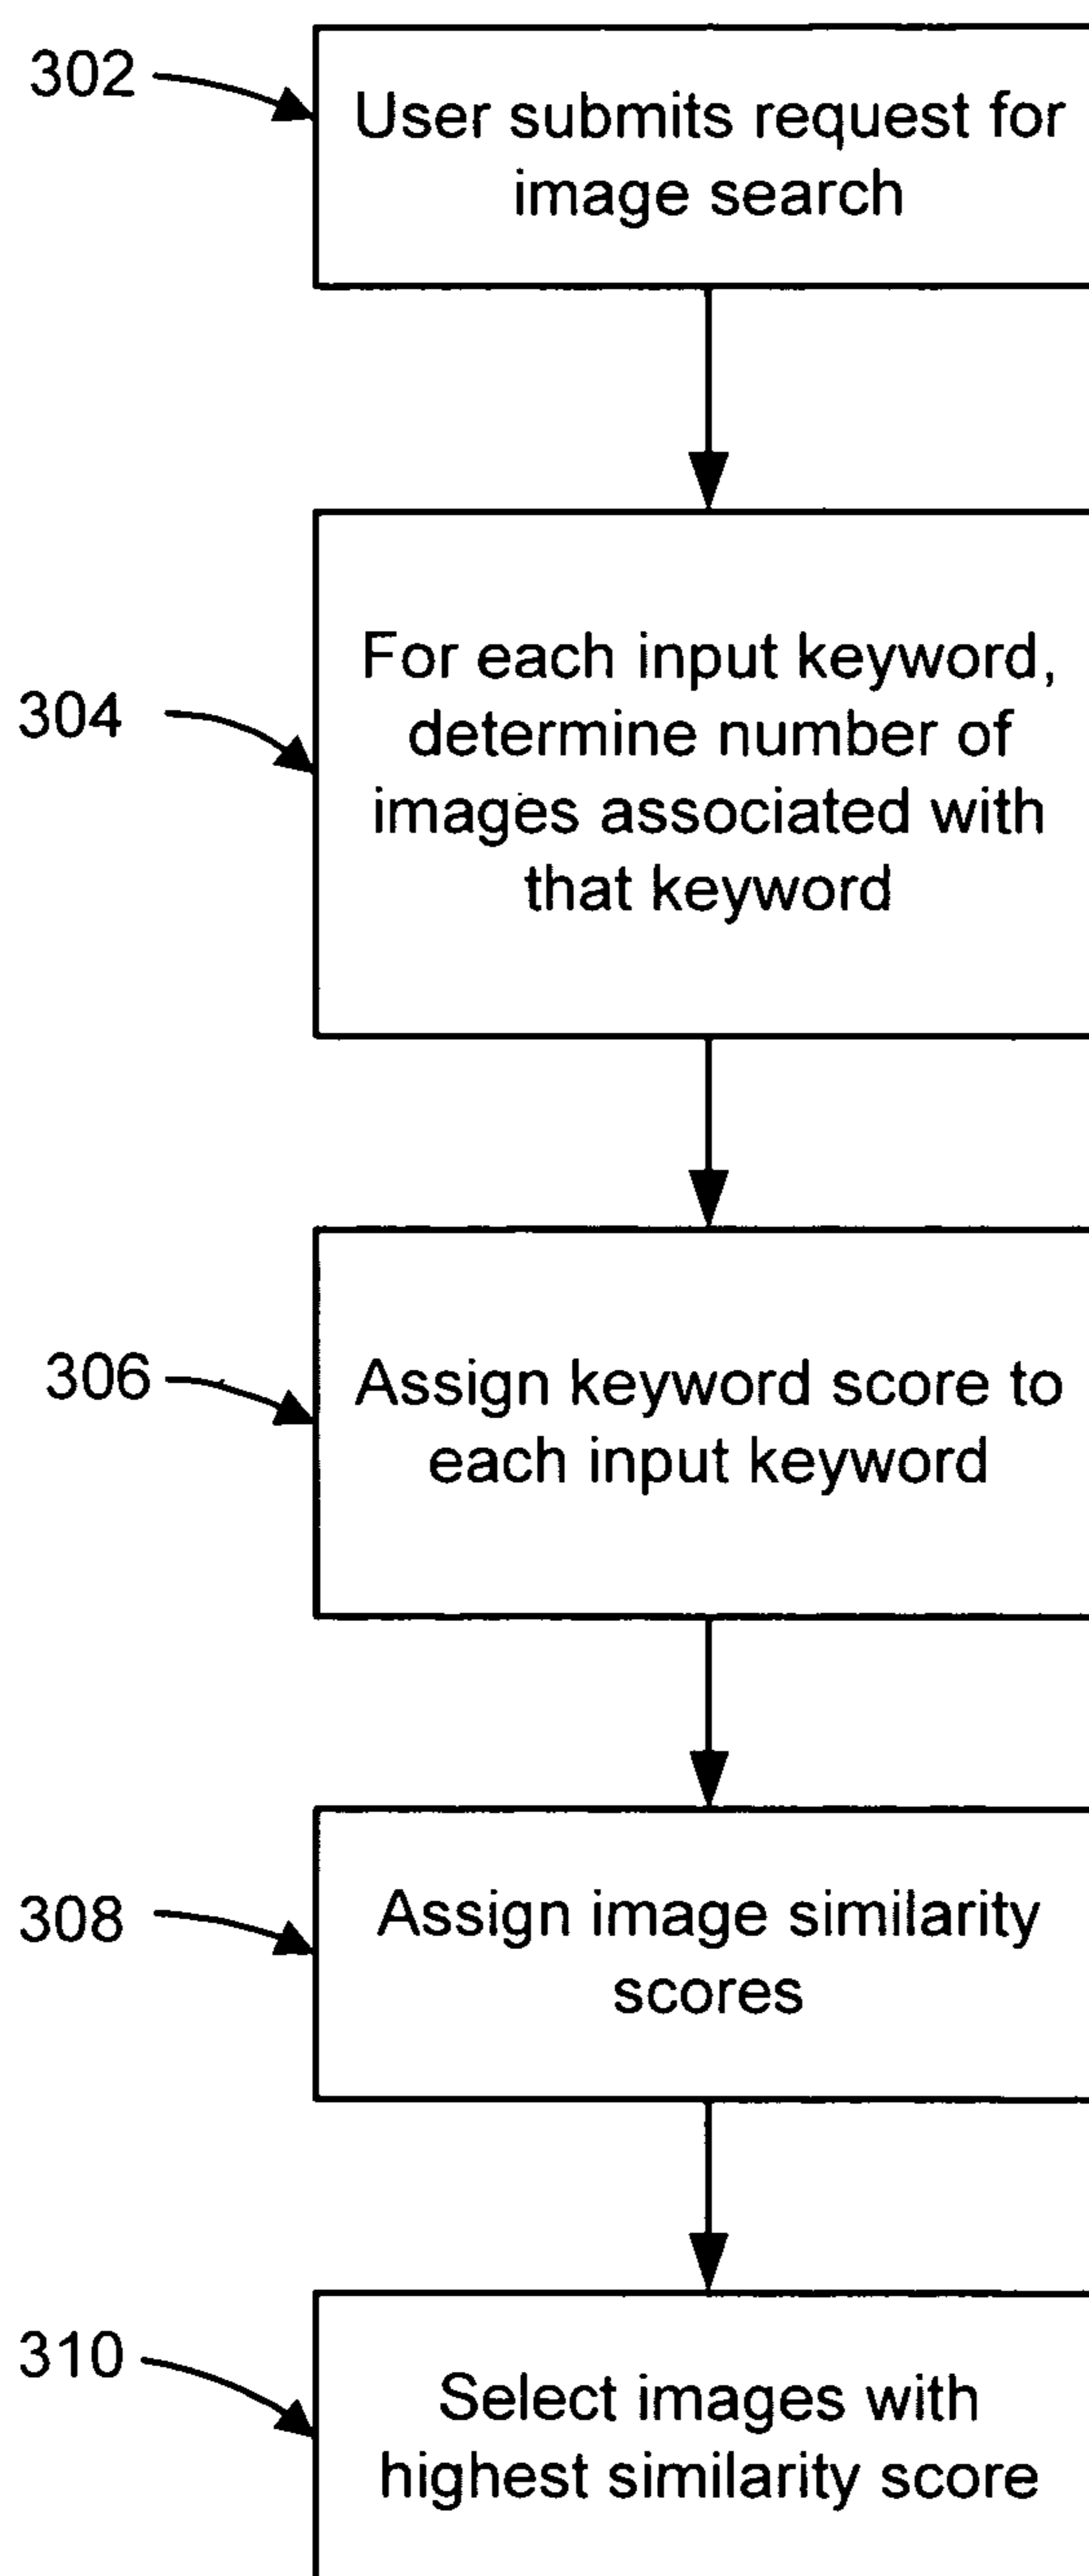 302
User submits request for
image search
304
For each input keyword,
determine number of
images associated with
that keyword
306
Assign keyword score to
each input keyword
308
Assign image similarity
scores
310
Select images with
highest similarity score